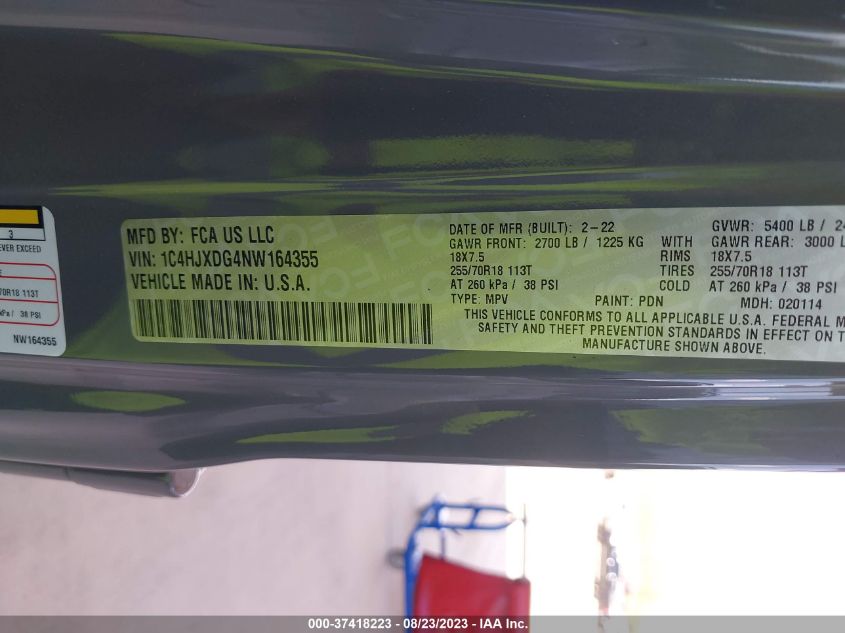 3
EVER EXCEED
70R18 113T
kPa / 38 PSI
NW164355
MFD BY: FCA US LLC
VIN: 1C4HJXDG4NW164355
VEHICLE MADE IN: U.S.A.
DATE OF MFR (BUILT): 2-22 GVWR: 5400 LB / 24
GAWR FRONT: 2700 LB / 1225 KG WITH GAWR REAR: 3000 L
18X7.5 RIMS 18X7.5
255/70R18 113T TIRES 255/70R18 113T
AT 260 kPa / 38 PSI COLD AT 260 kPa / 38 PSI
TYPE: MPV PAINT: PDN MDH: 020114
THIS VEHICLE CONFORMS TO ALL APPLICABLE U.S.A. FEDERAL M
SAFETY AND THEFT PREVENTION STANDARDS IN EFFECT ON
MANUFACTURE SHOWN ABOVE.
000-37418223 - 08/23/2023 - IAA Inc.